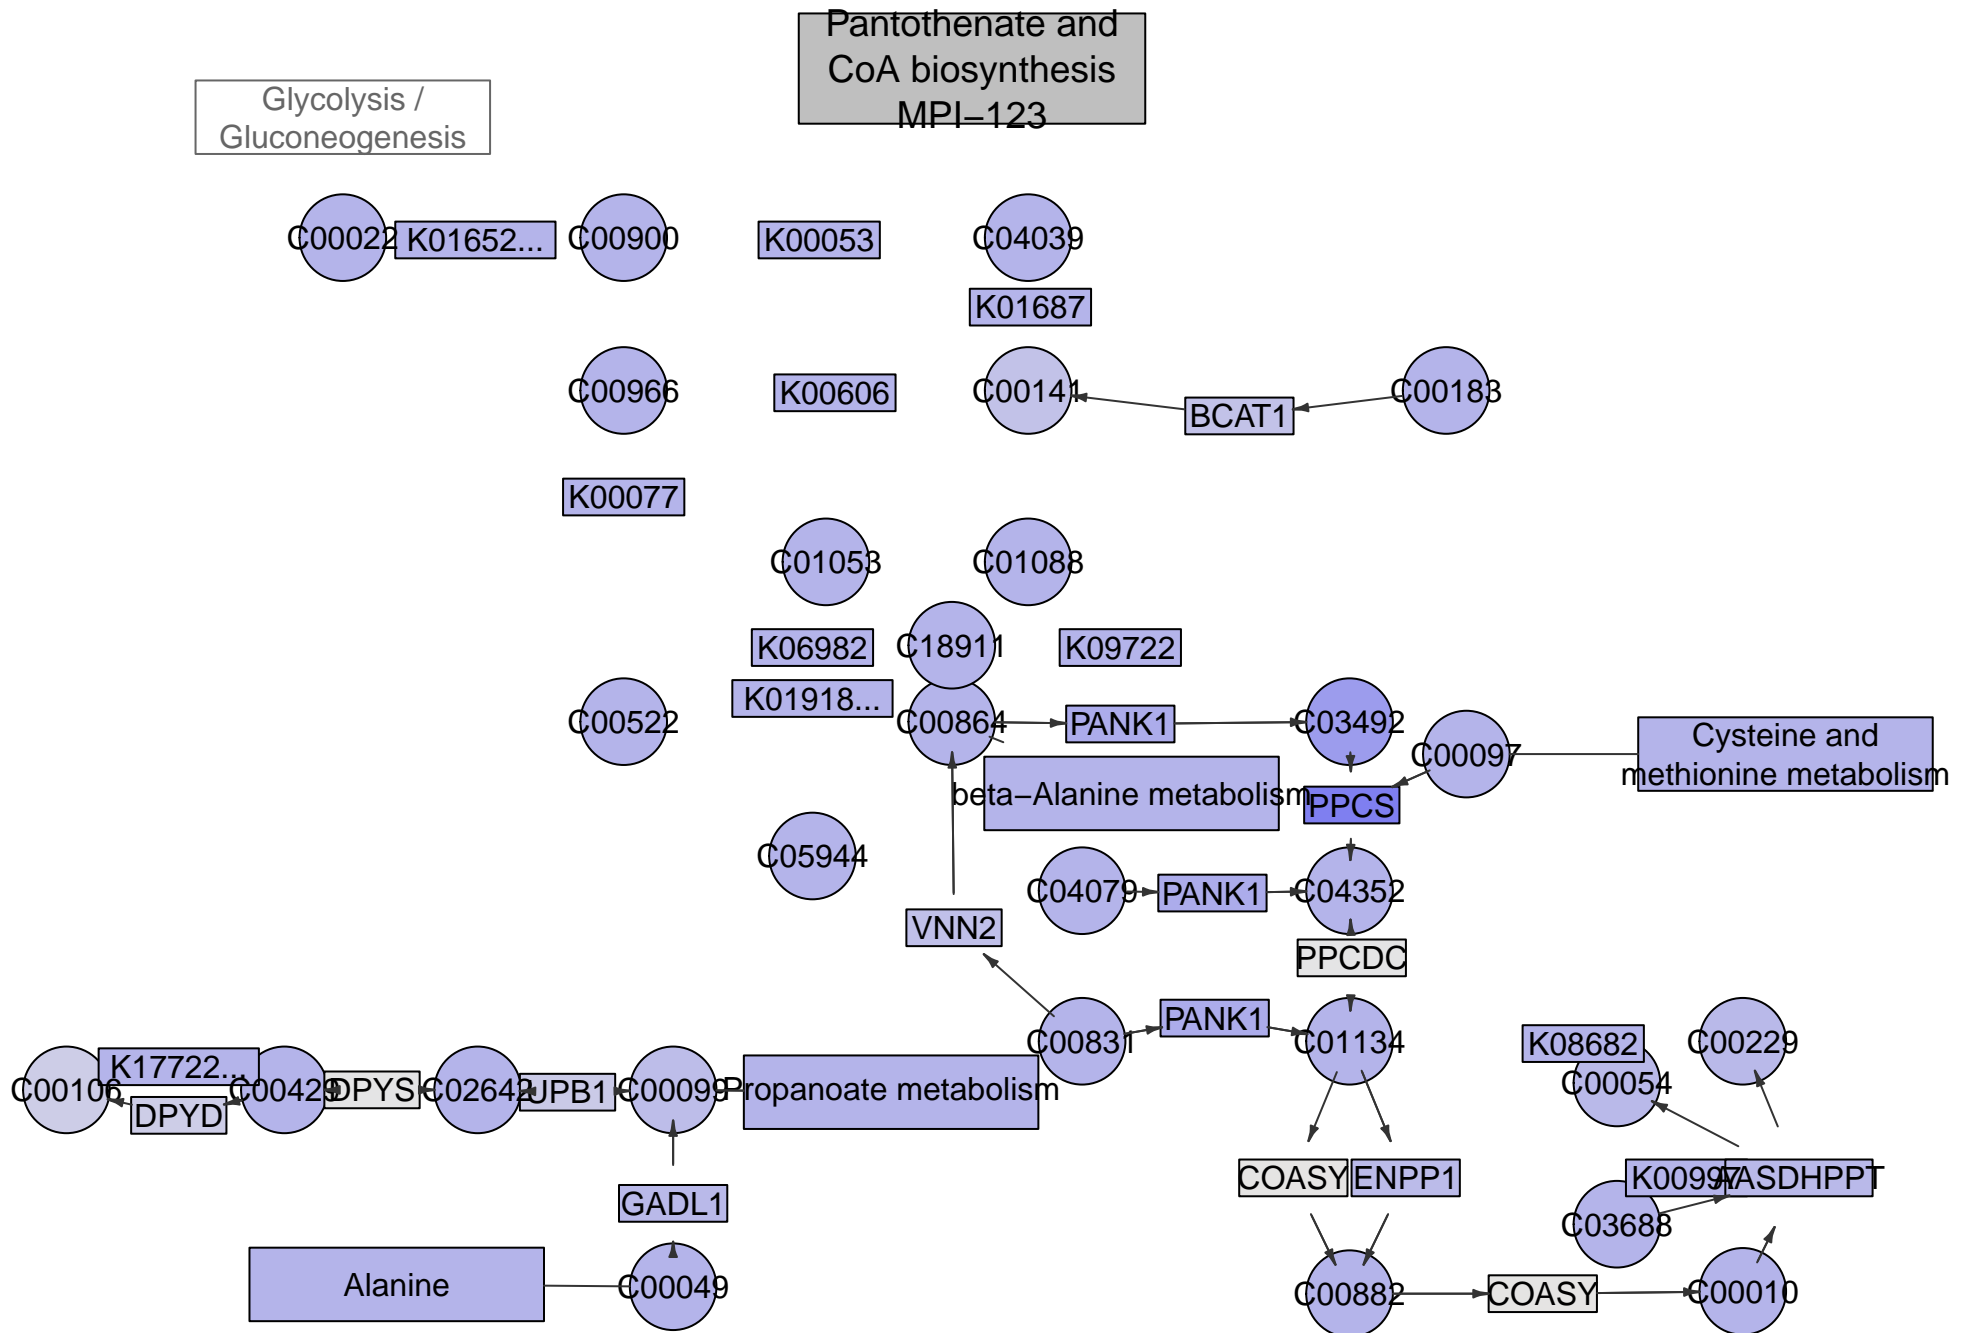 Pantothenate and
CoA biosynthesis
MPI–123
Glycolysis /
Gluconeogenesis
C00022
K01652...
C00900
K00053
C04039
K01687
C00966
K00606
C00141
BCAT1
C00183
K00077
C01053
C01088
K06982
C18911
K09722
K01918...
C00522
C00864
PANK1
C03492
C00097
Cysteine and
methionine metabolism
beta–Alanine metabolism
PPCS
C05944
C04079
PANK1
C04352
VNN2
PPCDC
C00831
PANK1
C01134
K08682
C00229
C00054
C00106
K17722...
C00429
DPYD
DPYS
C02642
UPB1
C00099
Propanoate metabolism
COASY
ENPP1
K00997
AASDHPPT
GADL1
C03688
Alanine
C00049
C00882
COASY
C00010